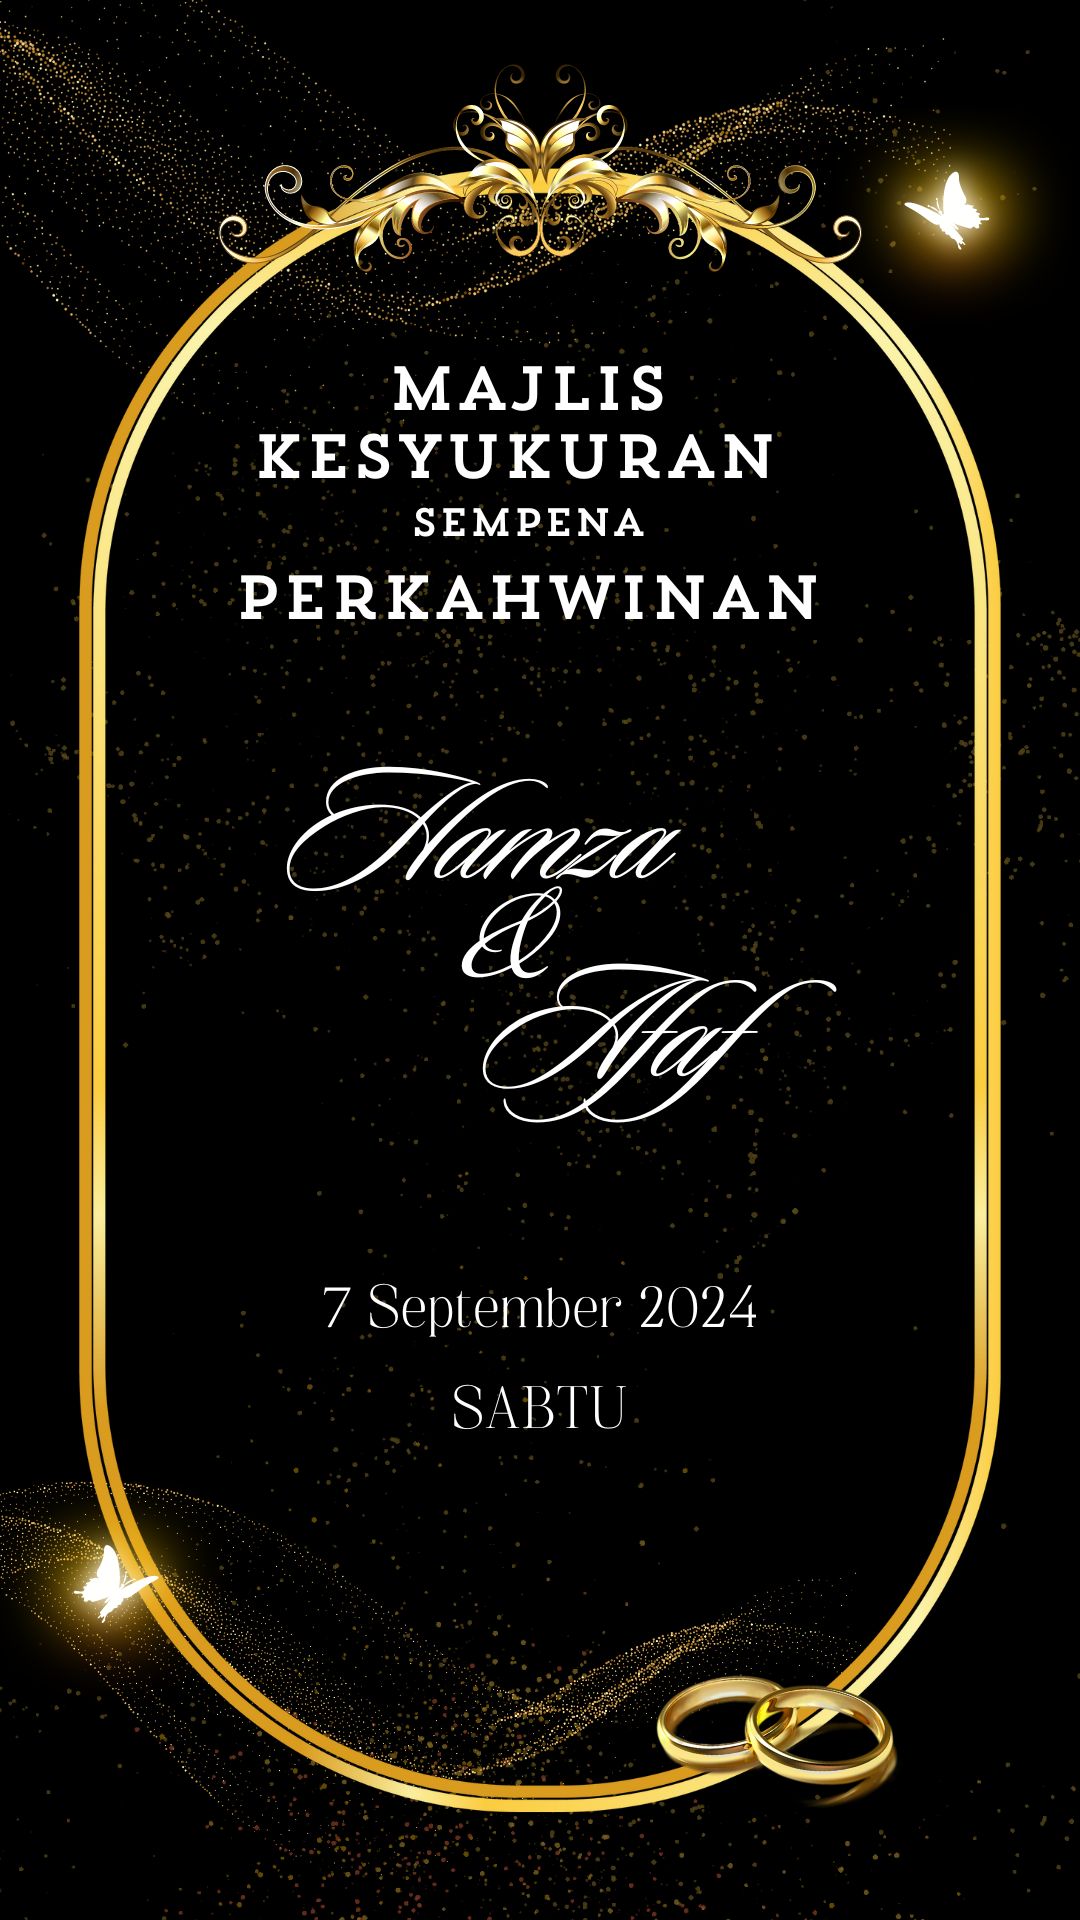 MAJLIS
KESYUKURAN
SEMPENA
PERKAHWINAN
Hamza
&
Afaf
7 September 2024
SABTU